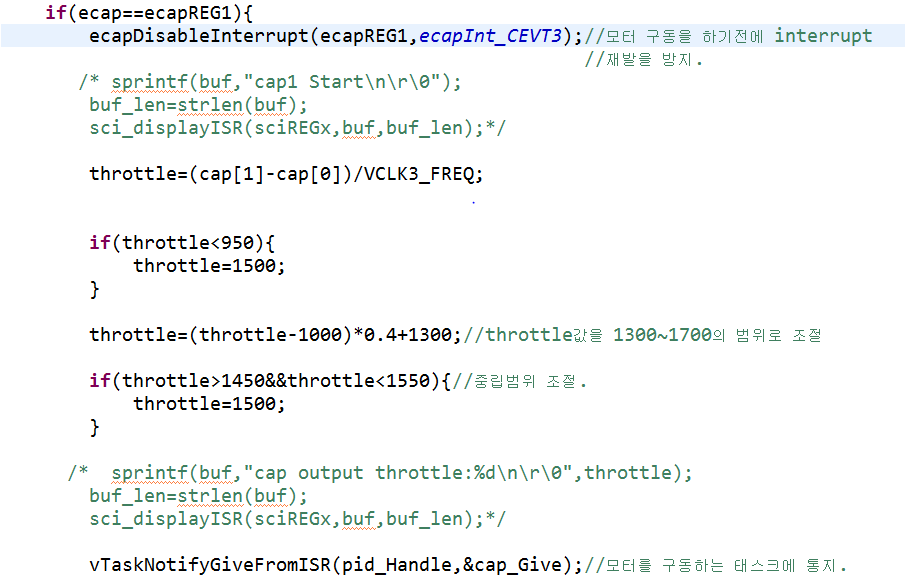 if(ecap==ecapREG1){
ecapDisableInterrupt(ecapREG1,ecapInt_CEVT3);//모터 구동을 하기전에 interrupt
//재발을 방지.
/* sprintf(buf,"cap1 Start\n\r\0");
buf_len=strlen(buf);
sci_displayISR(sciREGx,buf,buf_len);*/
throttle=(cap[1]-cap[0])/VCLK3_FREQ;
if(throttle<950){
throttle=1500;
}
throttle=(throttle-1000)*0.4+1300;//throttle값을 1300~1700의 범위로 조절
if(throttle>1450&&throttle<1550){//중립범위 조절.
throttle=1500;
}
/*  sprintf(buf,"cap output throttle:%d\n\r\0",throttle);
buf_len=strlen(buf);
sci_displayISR(sciREGx,buf,buf_len);*/
vTaskNotifyGiveFromISR(pid_Handle,&cap_Give);//모터를 구동하는 태스크에 통지.